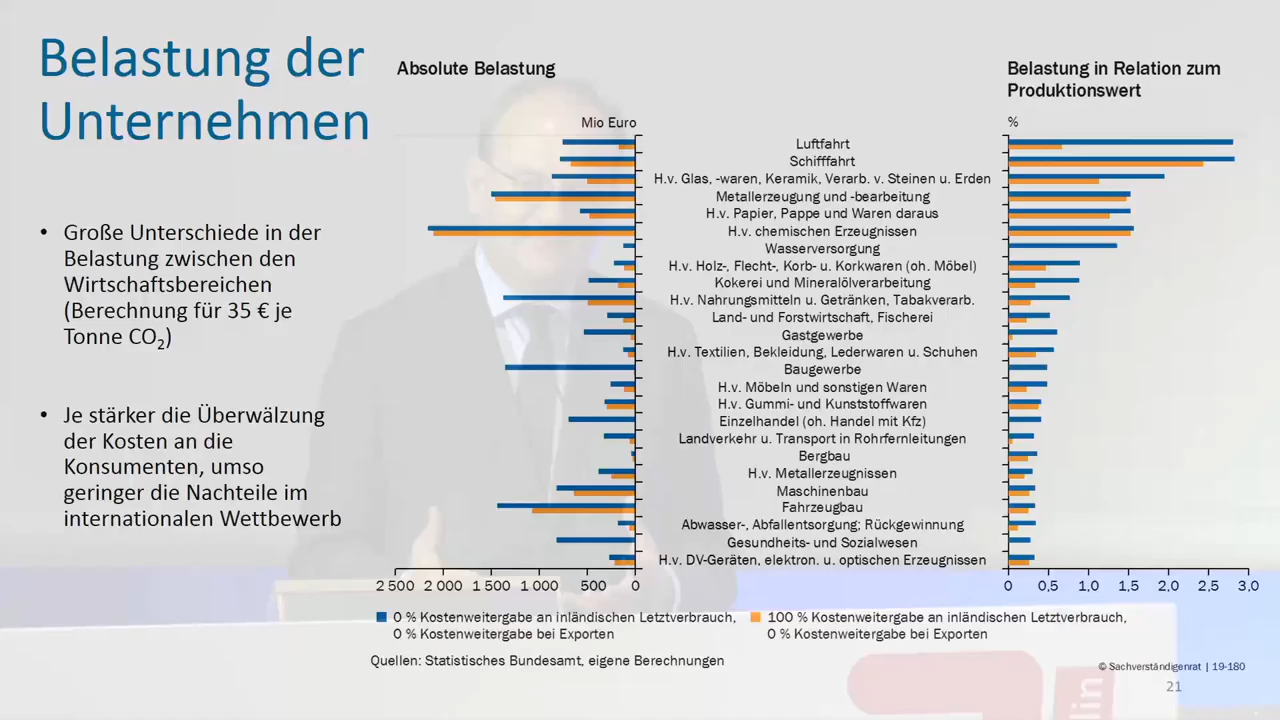 Belastung der
Unternehmen
• Große Unterschiede in der
Belastung zwischen den
Wirtschaftsbereichen
(Berechnung für 35 € je
Tonne CO2)
• Je stärker die Überwälzung
der Kosten an die
Konsumenten, umso
geringer die Nachteile im
internationalen Wettbewerb
Absolute Belastung
Belastung in Relation zum
Produktionswert
Mio Euro
%
Luftfahrt
Schifffahrt
H.v. Glas, -waren, Keramik, Verarb. v. Steinen u. Erden
Metallerzeugung und -bearbeitung
H.v. Papier, Pappe und Waren daraus
H.v. chemischen Erzeugnissen
Wasserversorgung
H.v. Holz-, Flecht-, Korb- u. Korkwaren (oh. Möbel)
Kokerei und Mineralölverarbeitung
H.v. Nahrungsmitteln u. Getränken, Tabakverarb.
Land- und Forstwirtschaft, Fischerei
Gastgewerbe
H.v. Textilien, Bekleidung, Lederwaren u. Schuhen
Baugewerbe
H.v. Möbeln und sonstigen Waren
H.v. Gummi- und Kunststoffwaren
Einzelhandel (oh. Handel mit Kfz)
Landverkehr u. Transport in Rohrfernleitungen
Bergbau
H.v. Metallerzeugnissen
Maschinenbau
Fahrzeugbau
Abwasser-, Abfallentsorgung; Rückgewinnung
Gesundheits- und Sozialwesen
H.v. DV-Geräten, elektron. u. optischen Erzeugnissen
2 500 2 000 1 500 1 000 500 0
0 0,5 1,0 1,5 2,0 2,5 3,0
0 % Kostenweitergabe an inländischen Letztverbrauch,
0 % Kostenweitergabe bei Exporten
100 % Kostenweitergabe an inländischen Letztverbrauch,
0 % Kostenweitergabe bei Exporten
Quellen: Statistisches Bundesamt, eigene Berechnungen
© Sachverständigenrat | 19-180
21